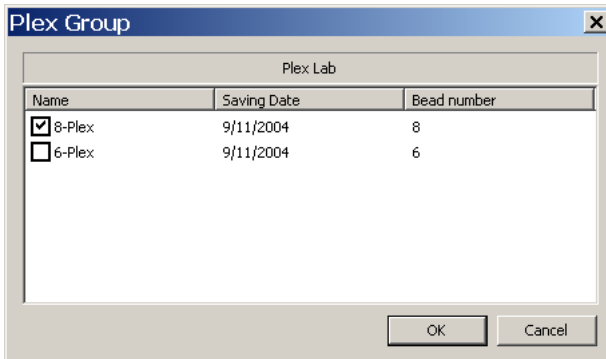 Plex Group
Plex Lab
Name Saving Date Bead number
8-Plex 9/11/2004 8
6-Plex 9/11/2004 6
OK Cancel